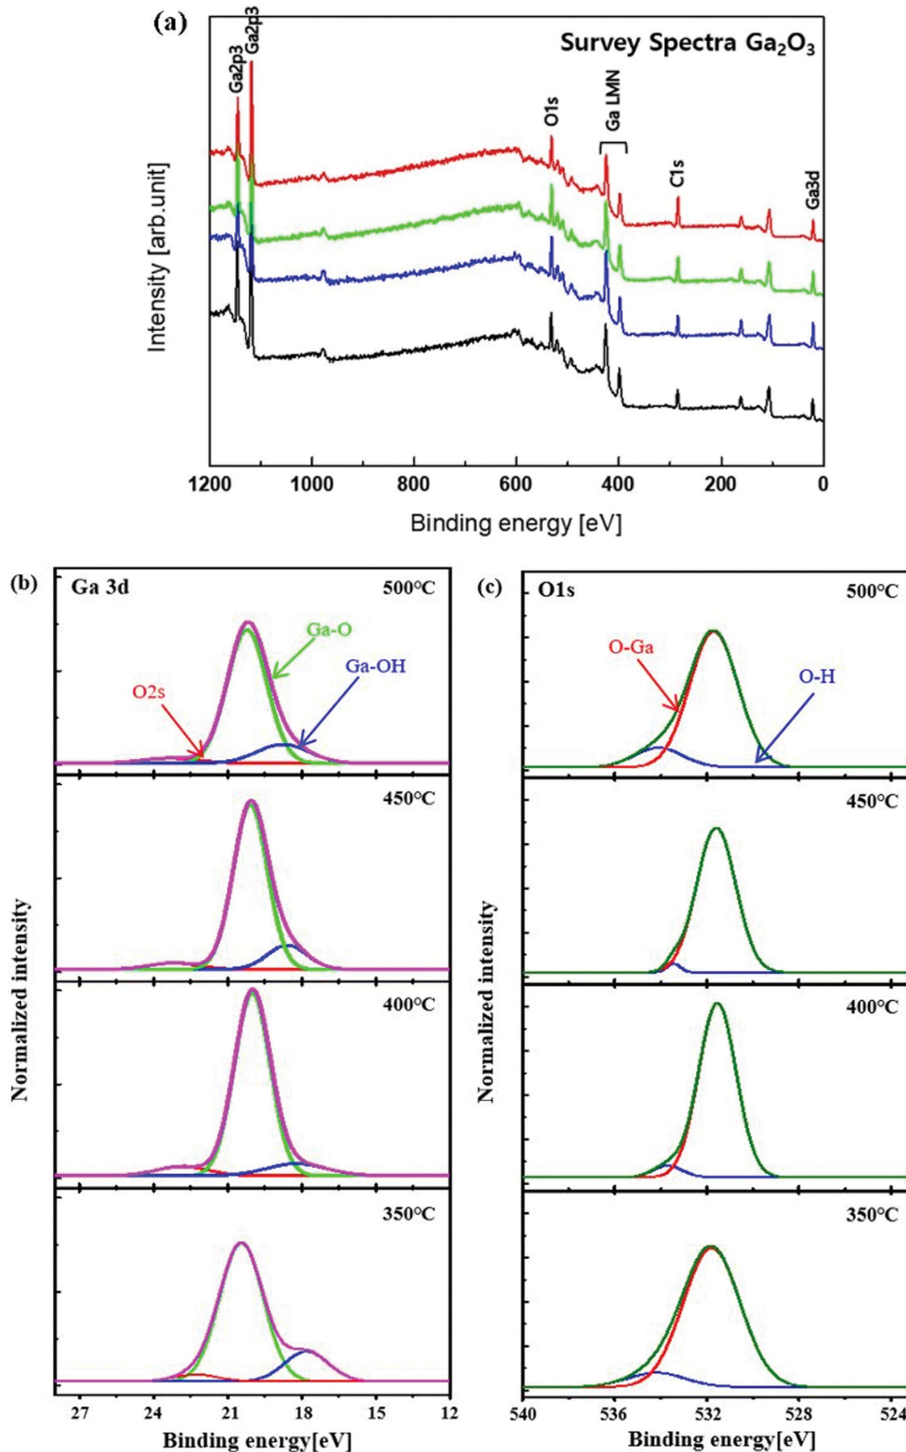 (a)
Survey Spectra Ga₂O₃
Ga2p3
Ga2p3
O1s
Ga LMN
C1s
Ga3d
Intensity [arb.unit]
1200 1000 800 600 400 200 0
Binding energy [eV]
(b)
Ga 3d
500°C
Ga-O
Ga-OH
O2s
450°C
400°C
350°C
Normalized intensity
27 24 21 18 15 12
Binding energy[eV]
(c)
O1s
500°C
O-Ga
O-H
450°C
400°C
350°C
Normalized intensity
540 536 532 528 524
Binding energy[eV]